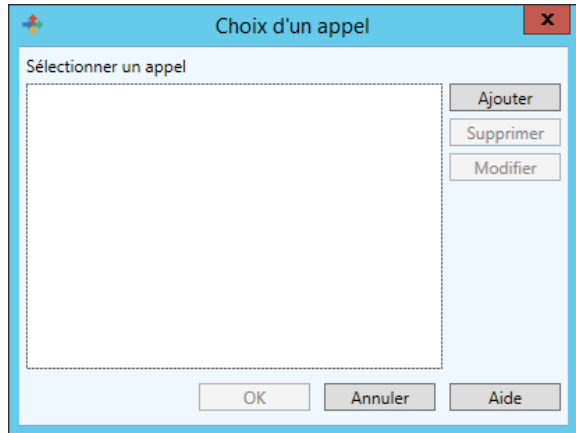 Choix d'un appel
x
Sélectionner un appel
Ajouter
Supprimer
Modifier
OK
Annuler
Aide